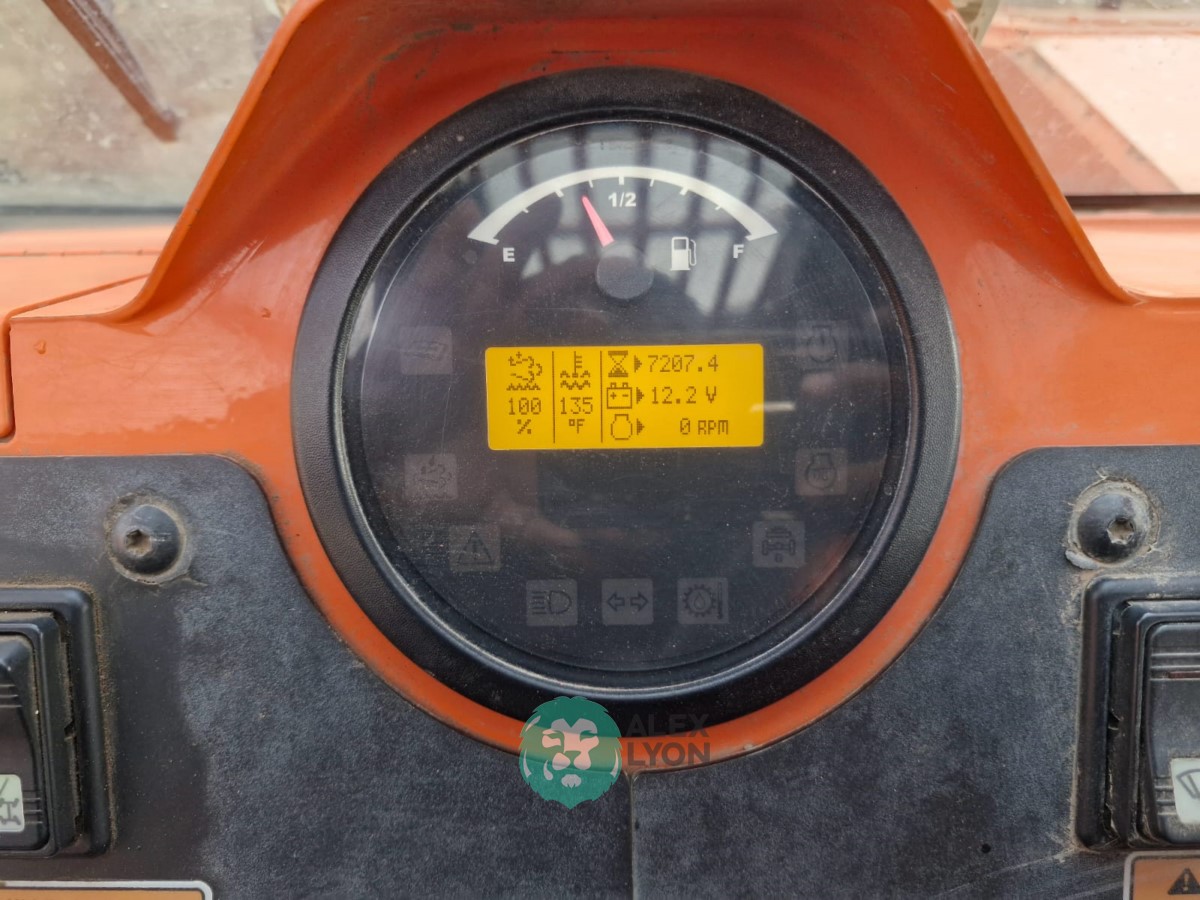 1/2
E F
7207.4
100 135 12.2 V
% °F 0 RPM
ALEX
LYON